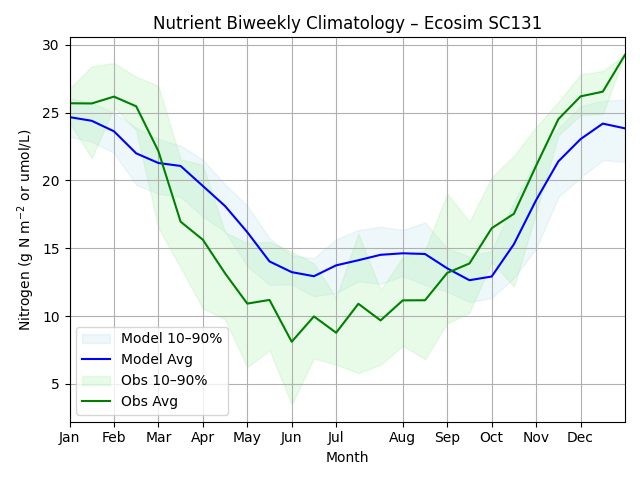 Nutrient Biweekly Climatology – Ecosim SC131
Nitrogen (g N m⁻² or umol/L)
30
25
20
15
10
5
Model 10–90%
Model Avg
Obs 10–90%
Obs Avg
Jan Feb Mar Apr May Jun Jul Aug Sep Oct Nov Dec
Month